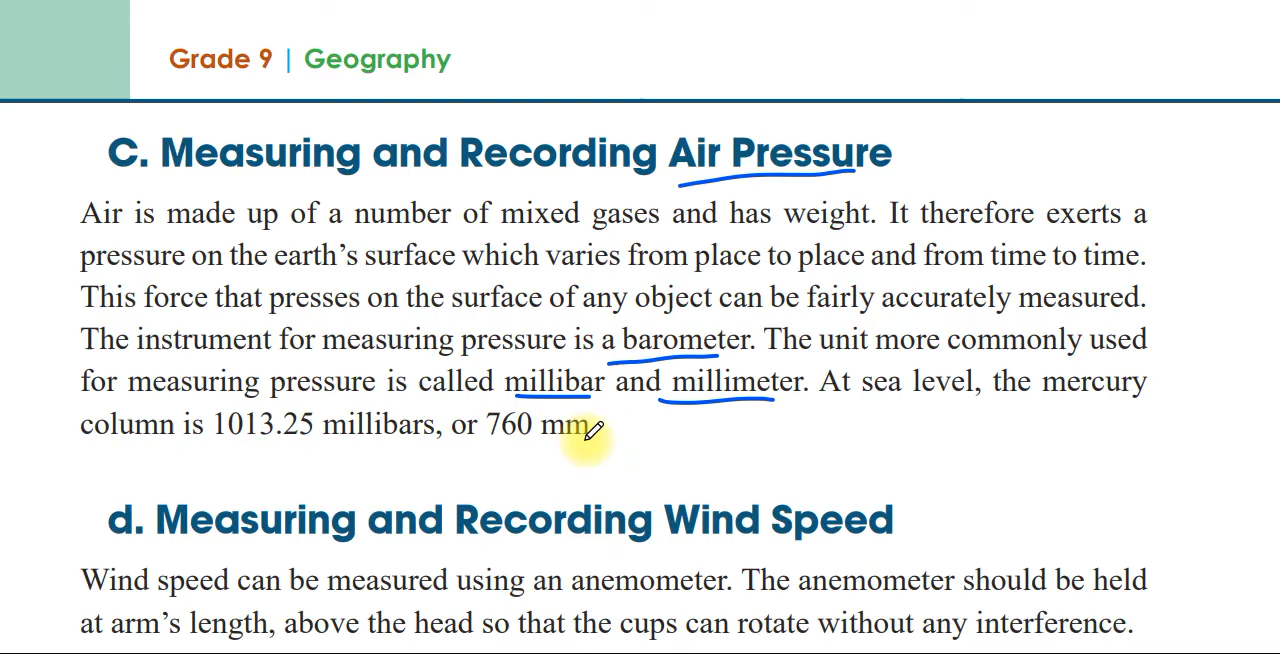 Grade 9 | Geography
C. Measuring and Recording Air Pressure
Air is made up of a number of mixed gases and has weight. It therefore exerts a
pressure on the earth’s surface which varies from place to place and from time to time.
This force that presses on the surface of any object can be fairly accurately measured.
The instrument for measuring pressure is a barometer. The unit more commonly used
for measuring pressure is called millibar and millimeter. At sea level, the mercury
column is 1013.25 millibars, or 760 mm.
d. Measuring and Recording Wind Speed
Wind speed can be measured using an anemometer. The anemometer should be held
at arm’s length, above the head so that the cups can rotate without any interference.